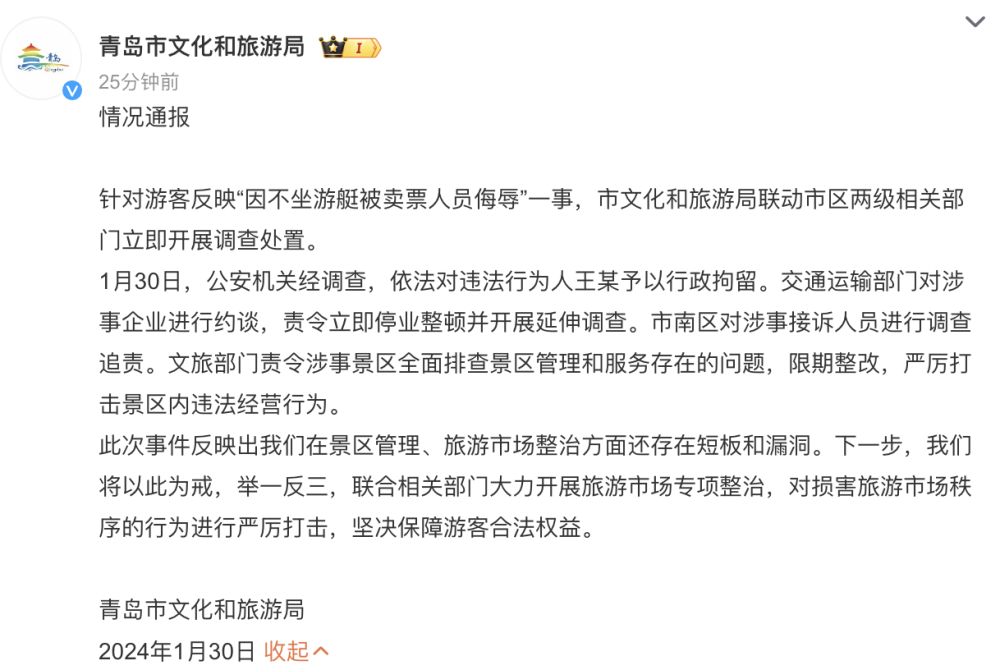 青岛市文化和旅游局
I
25分钟前
情况通报
针对游客反映“因不坐游艇被卖票人员侮辱”一事，市文化和旅游局联动市区两级相关部
门立即开展调查处置。
1月30日，公安机关经调查，依法对违法行为人王某予以行政拘留。交通运输部门对涉
事企业进行约谈，责令立即停业整顿并开展延伸调查。市南区对涉事接诉人员进行调查
追责。文旅部门责令涉事景区全面排查景区管理和服务存在的问题，限期整改，严厉打
击景区内违法经营行为。
此次事件反映出我们在景区管理、旅游市场整治方面还存在短板和漏洞。下一步，我们
将以此为戒，举一反三，联合相关部门大力开展旅游市场专项整治，对损害旅游市场秩
序的行为进行严厉打击，坚决保障游客合法权益。
青岛市文化和旅游局
2024年1月30日 收起